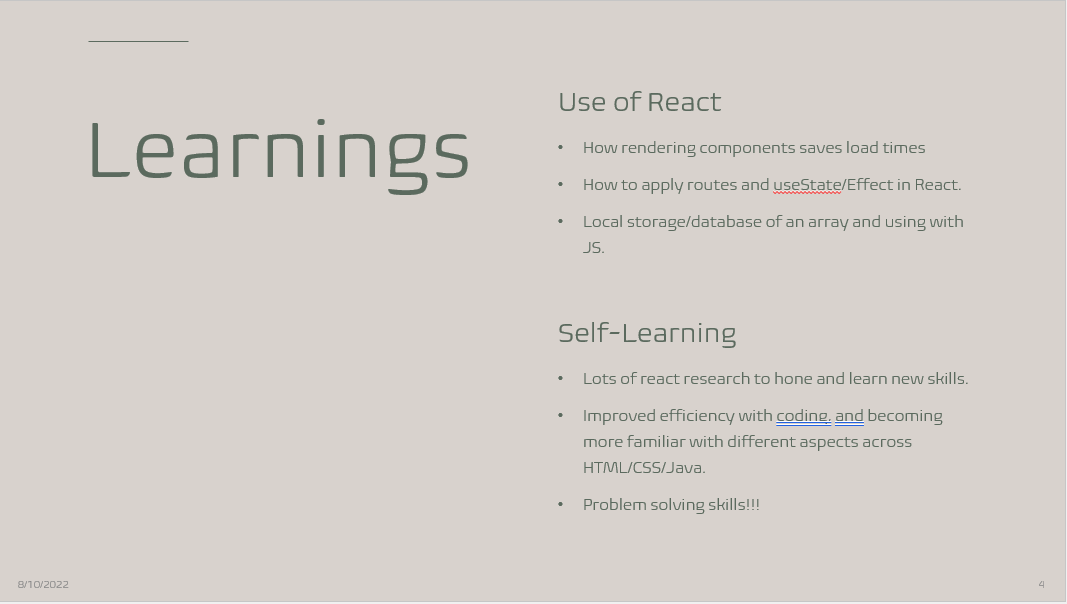 Learnings
Use of React
• How rendering components saves load times
• How to apply routes and useState/Effect in React.
• Local storage/database of an array and using with
JS.
Self-Learning
• Lots of react research to hone and learn new skills.
• Improved efficiency with coding. and becoming
more familiar with different aspects across
HTML/CSS/Java.
• Problem solving skills!!!
8/10/2022
4